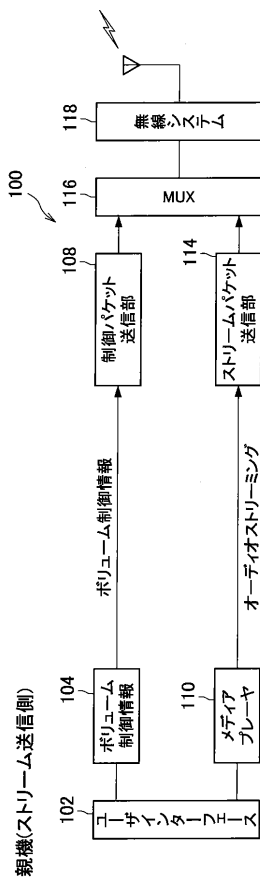 親機(ストリーム送信側)
100
102
ユーザインターフェース
104
ボリューム
制御情報
ボリューム制御情報
108
制御パケット
送信部
110
メディア
プレーヤ
オーディオストリーミング
114
ストリームパケット
送信部
116
MUX
118
無線システム